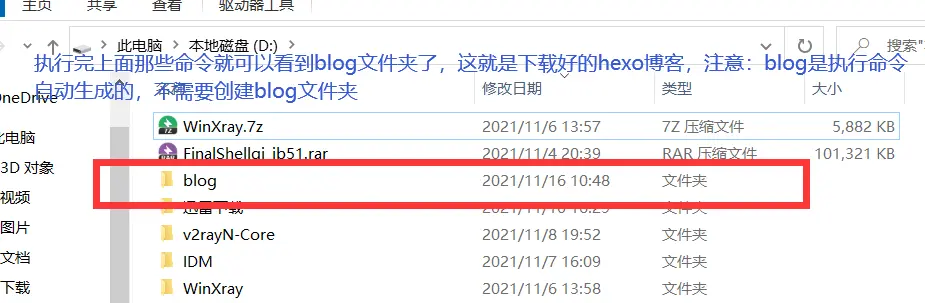 主页 共享 查看 驱动器工具
此电脑 本地磁盘 (D:) 搜索"
执行完上面那些命令就可以看到blog文件夹了，这就是下载好的hexo博客，注意：blog是执行命令
自动生成的，不需要创建blog文件夹
修改日期 类型 大小
OneDrive
WinXray.7z 2021/11/6 13:57 7Z 压缩文件 5,882 KB
此电脑
FinalShellqi_jb51.rar 2021/11/4 20:39 RAR 压缩文件 101,321 KB
3D 对象
blog 2021/11/16 10:48 文件夹
视频
迅雷下载 文件夹
图片
v2rayN-Core 2021/11/8 19:52 文件夹
文档
IDM 2021/11/7 16:09 文件夹
下载
WinXray 2021/11/6 13:58 文件夹